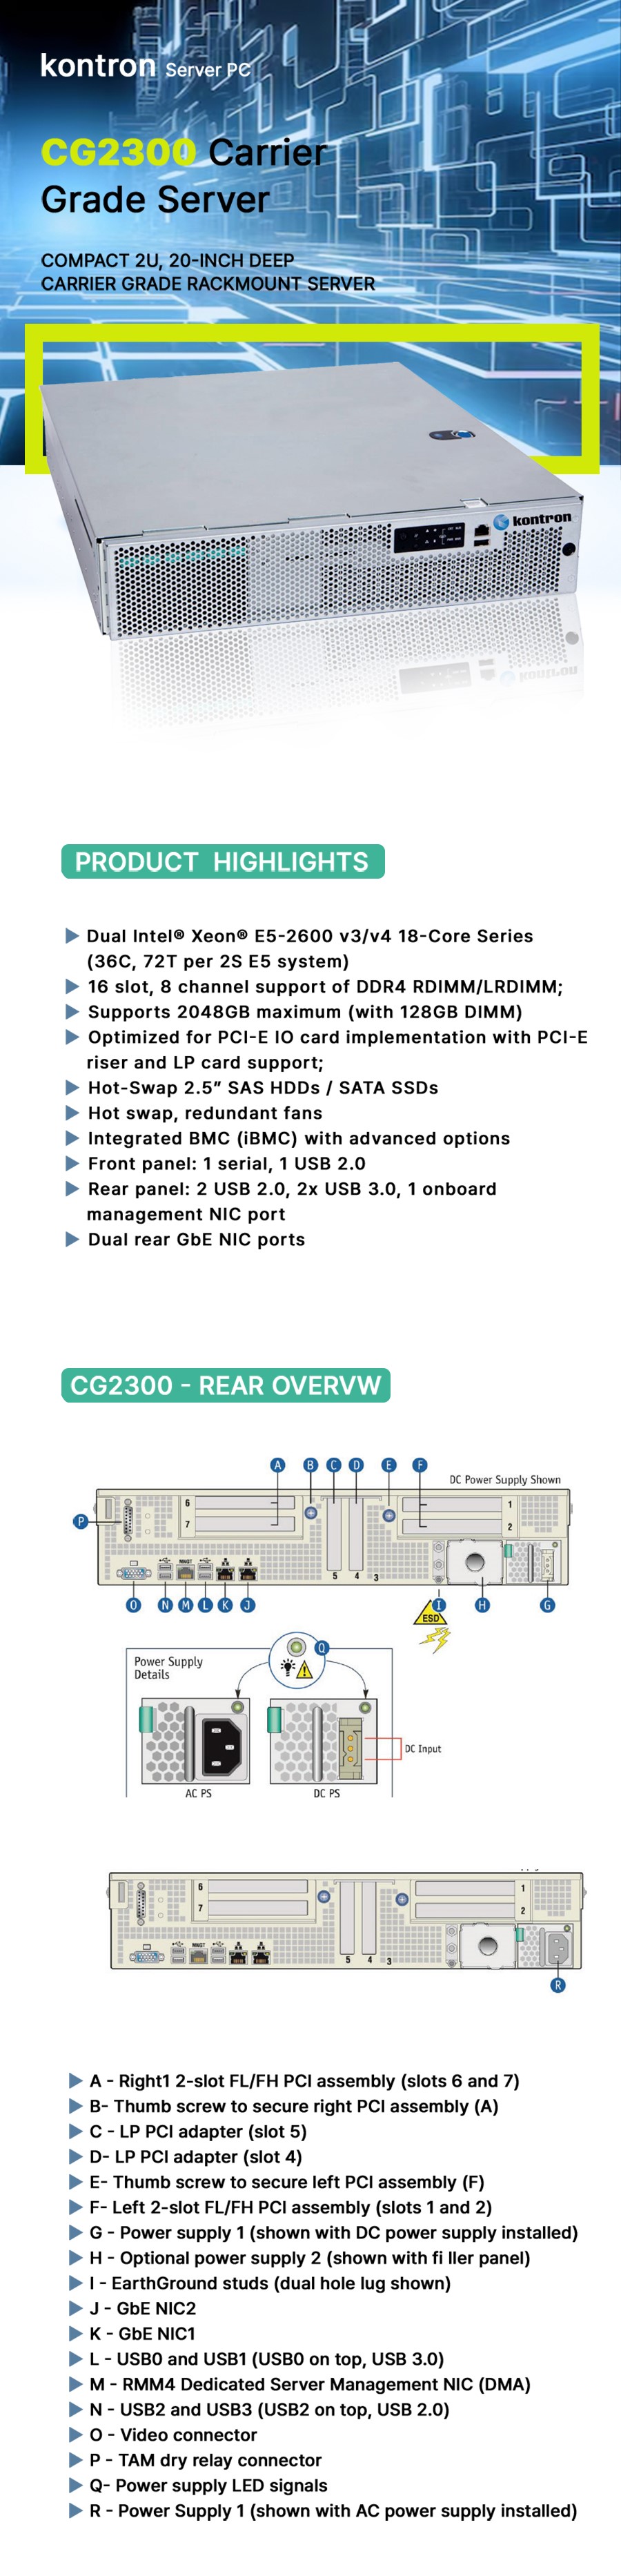 kontron Server PC
CG2300 Carrier
Grade Server
COMPACT 2U, 20-INCH DEEP
CARRIER GRADE RACKMOUNT SERVER
kontron
PRODUCT HIGHLIGHTS
Dual Intel® Xeon® E5-2600 v3/v4 18-Core Series
(36C, 72T per 2S E5 system)
16 slot, 8 channel support of DDR4 RDIMM/LRDIMM;
Supports 2048GB maximum (with 128GB DIMM)
Optimized for PCI-E IO card implementation with PCI-E
riser and LP card support;
Hot-Swap 2.5” SAS HDDs / SATA SSDs
Hot swap, redundant fans
Integrated BMC (iBMC) with advanced options
Front panel: 1 serial, 1 USB 2.0
Rear panel: 2 USB 2.0, 2x USB 3.0, 1 onboard
management NIC port
Dual rear GbE NIC ports
CG2300 - REAR OVERVW
A B C D E F
DC Power Supply Shown
6 1
P
7 2
MNGT
5 4 3
O N M L K J I H G
ESD
Q
Power Supply
Details
DC Input
AC PS DC PS
6 1
7 2
MNGT
5 4 3
R
A - Right1 2-slot FL/FH PCI assembly (slots 6 and 7)
B- Thumb screw to secure right PCI assembly (A)
C - LP PCI adapter (slot 5)
D- LP PCI adapter (slot 4)
E- Thumb screw to secure left PCI assembly (F)
F- Left 2-slot FL/FH PCI assembly (slots 1 and 2)
G - Power supply 1 (shown with DC power supply installed)
H - Optional power supply 2 (shown with fi ller panel)
I - EarthGround studs (dual hole lug shown)
J - GbE NIC2
K - GbE NIC1
L - USB0 and USB1 (USB0 on top, USB 3.0)
M - RMM4 Dedicated Server Management NIC (DMA)
N - USB2 and USB3 (USB2 on top, USB 2.0)
O - Video connector
P - TAM dry relay connector
Q- Power supply LED signals
R - Power Supply 1 (shown with AC power supply installed)